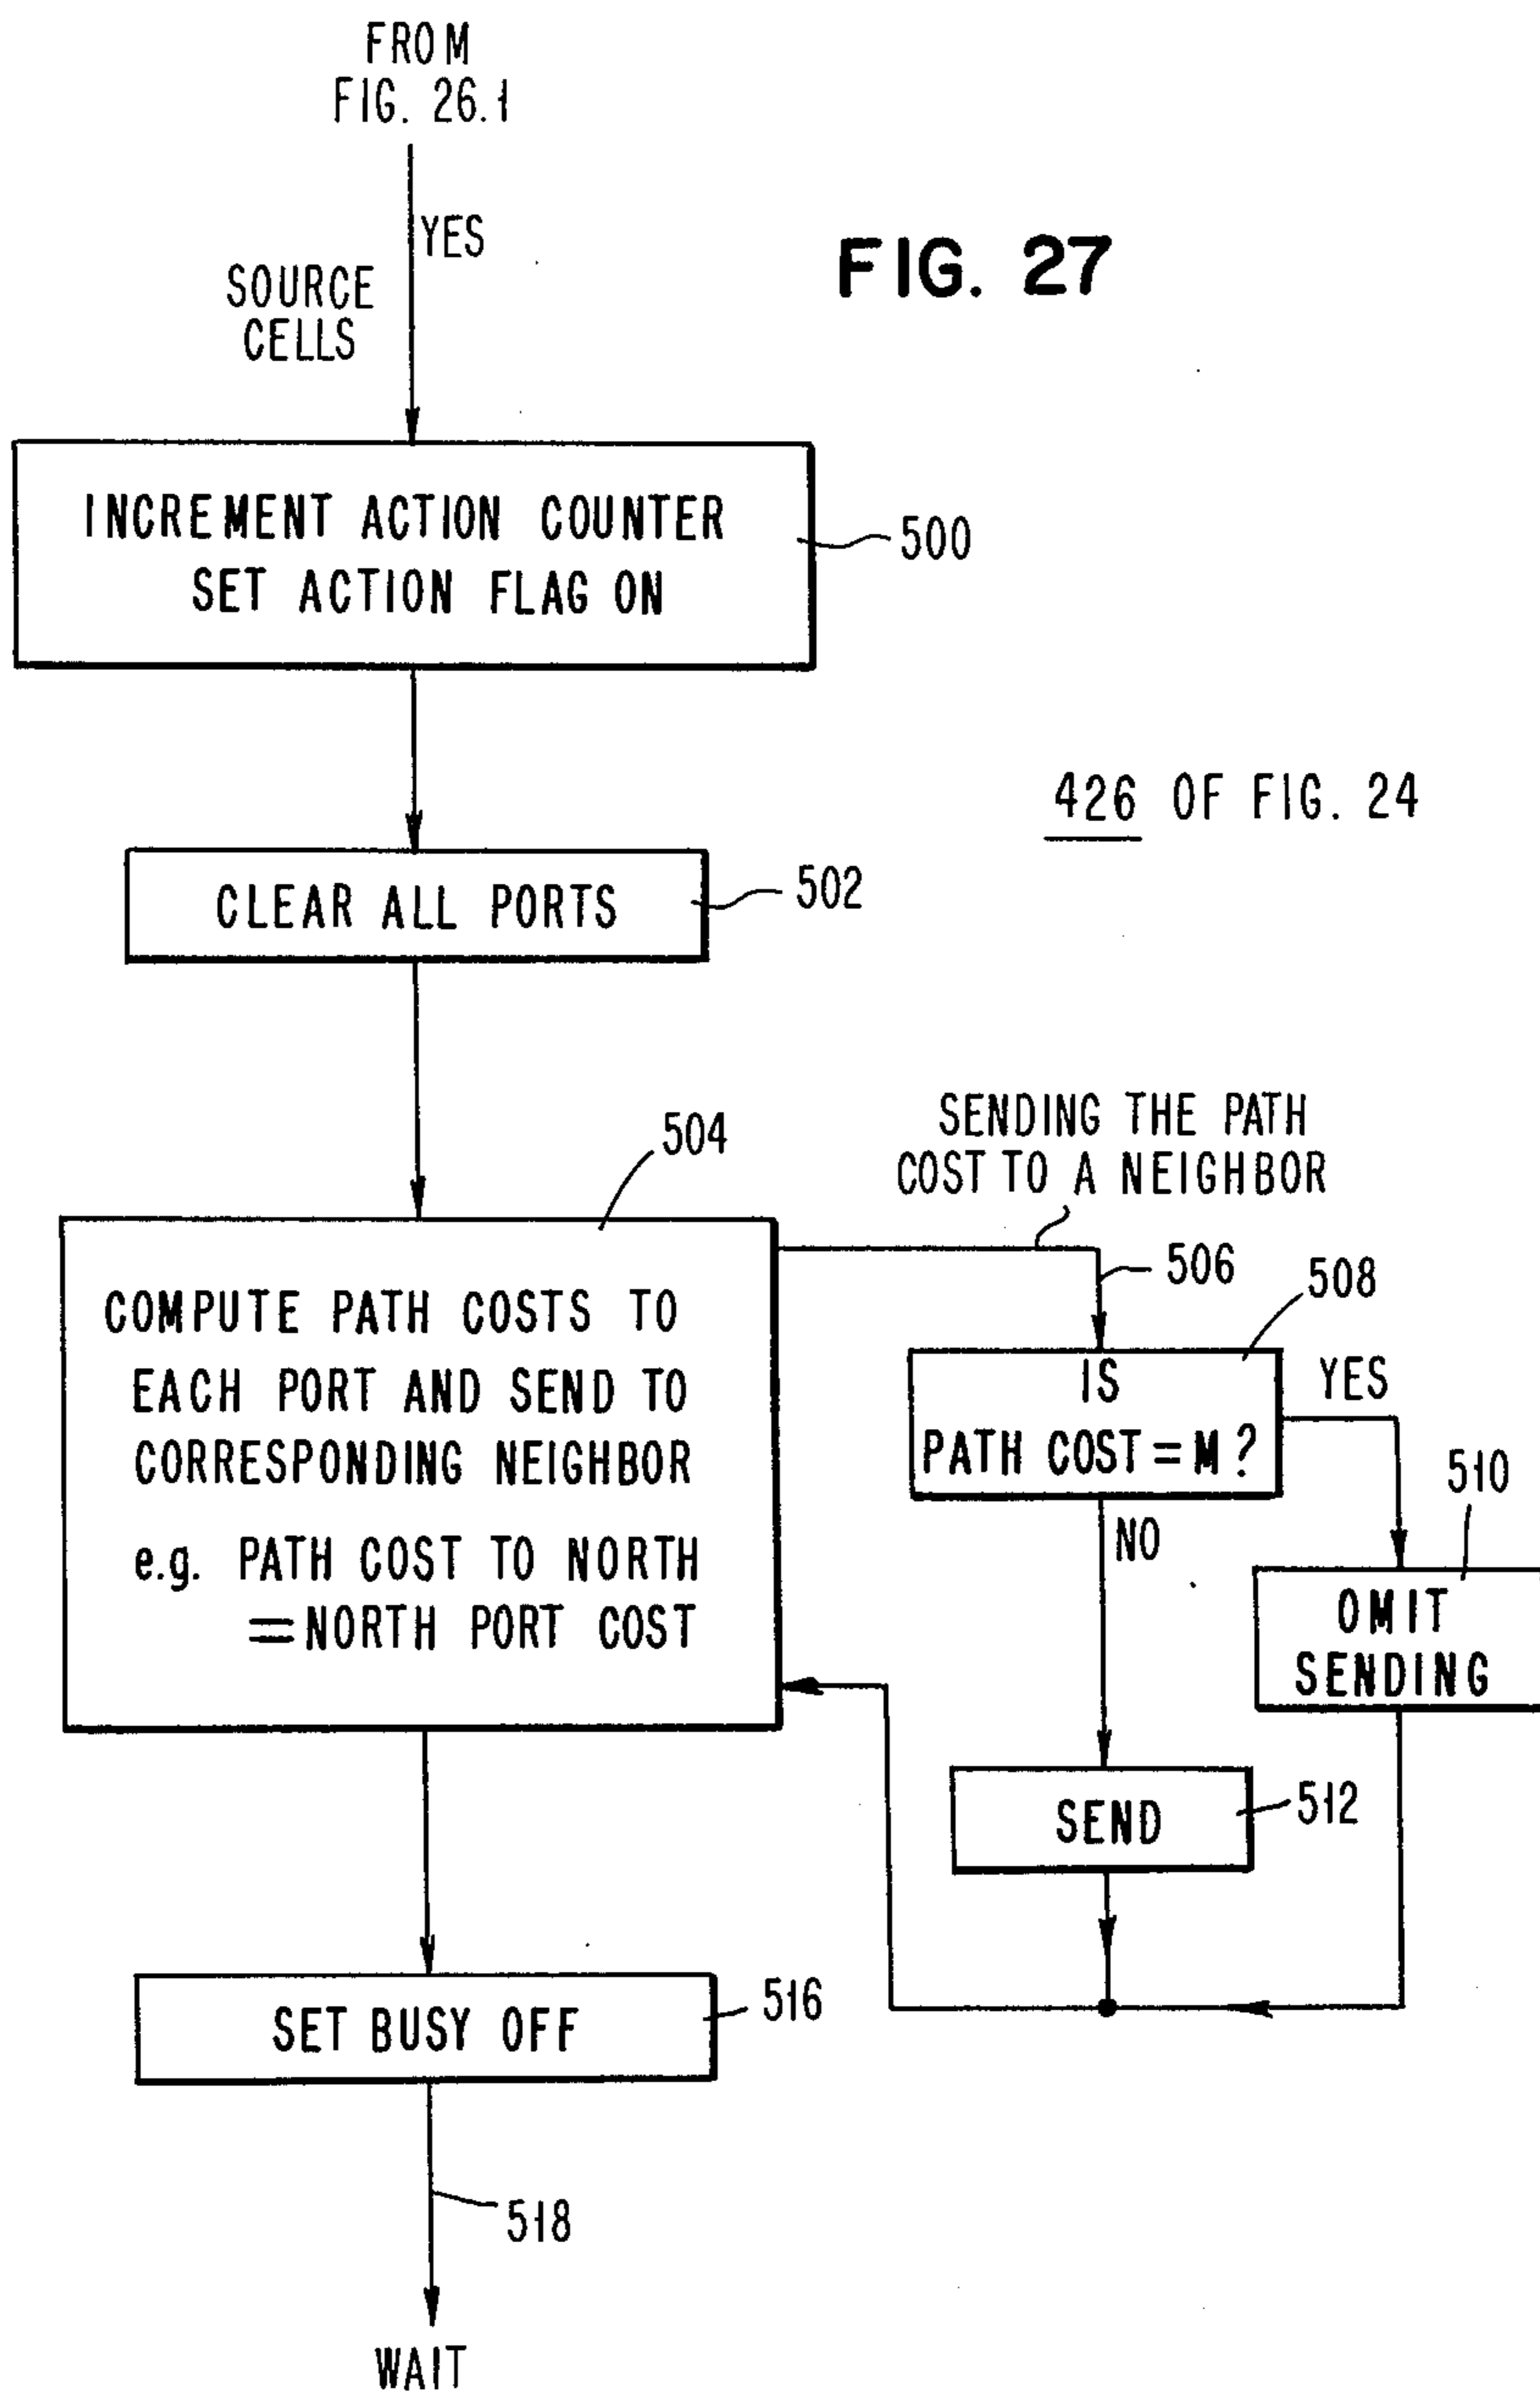 FROM
FIG. 26.1
YES
SOURCE
CELLS
FIG. 27
INCREMENT ACTION COUNTER
SET ACTION FLAG ON
500
426 OF FIG. 24
CLEAR ALL PORTS
502
SENDING THE PATH
COST TO A NEIGHBOR
504
506
508
COMPUTE PATH COSTS TO
EACH PORT AND SEND TO
CORRESPONDING NEIGHBOR
e.g. PATH COST TO NORTH
=NORTH PORT COST
IS
PATH COST=M?
YES
NO
510
OMIT
SENDING
SEND
512
SET BUSY OFF
516
518
WAIT